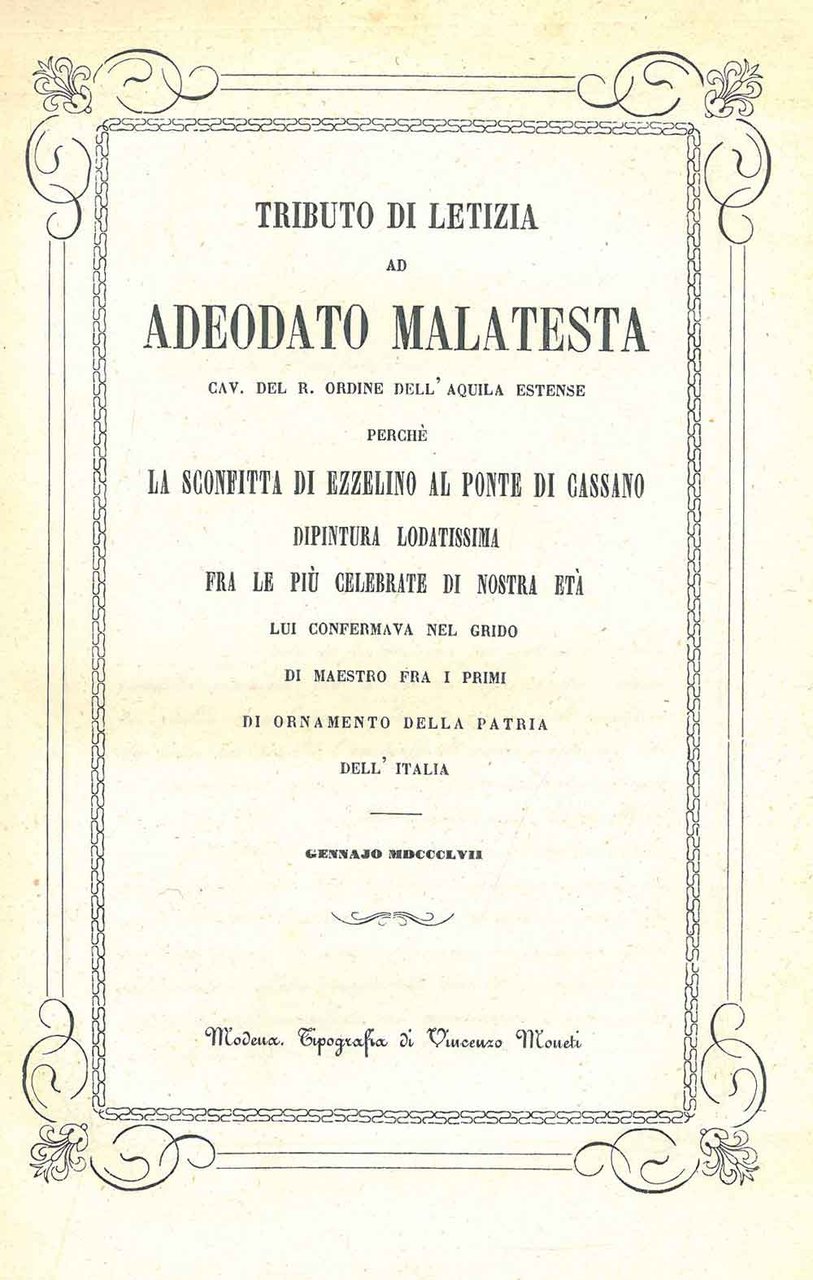 TRIBUTO DI LETIZIA
AD
ADEODATO MALATESTA
CAV. DEL R. ORDINE DELL' AQUILA ESTENSE
PERCHÈ
LA SCONFITTA DI EZZELINO AL PONTE DI CASSANO
DIPINTURA LODATISSIMA
FRA LE PIÙ CELEBRATE DI NOSTRA ETÀ
LUI CONFERMAVA NEL GRIDO
DI MAESTRO FRA I PRIMI
DI ORNAMENTO DELLA PATRIA
DELL' ITALIA
GENNAJO MDCCCLVII
Modena. Tipografia di Vincenzo Moneti